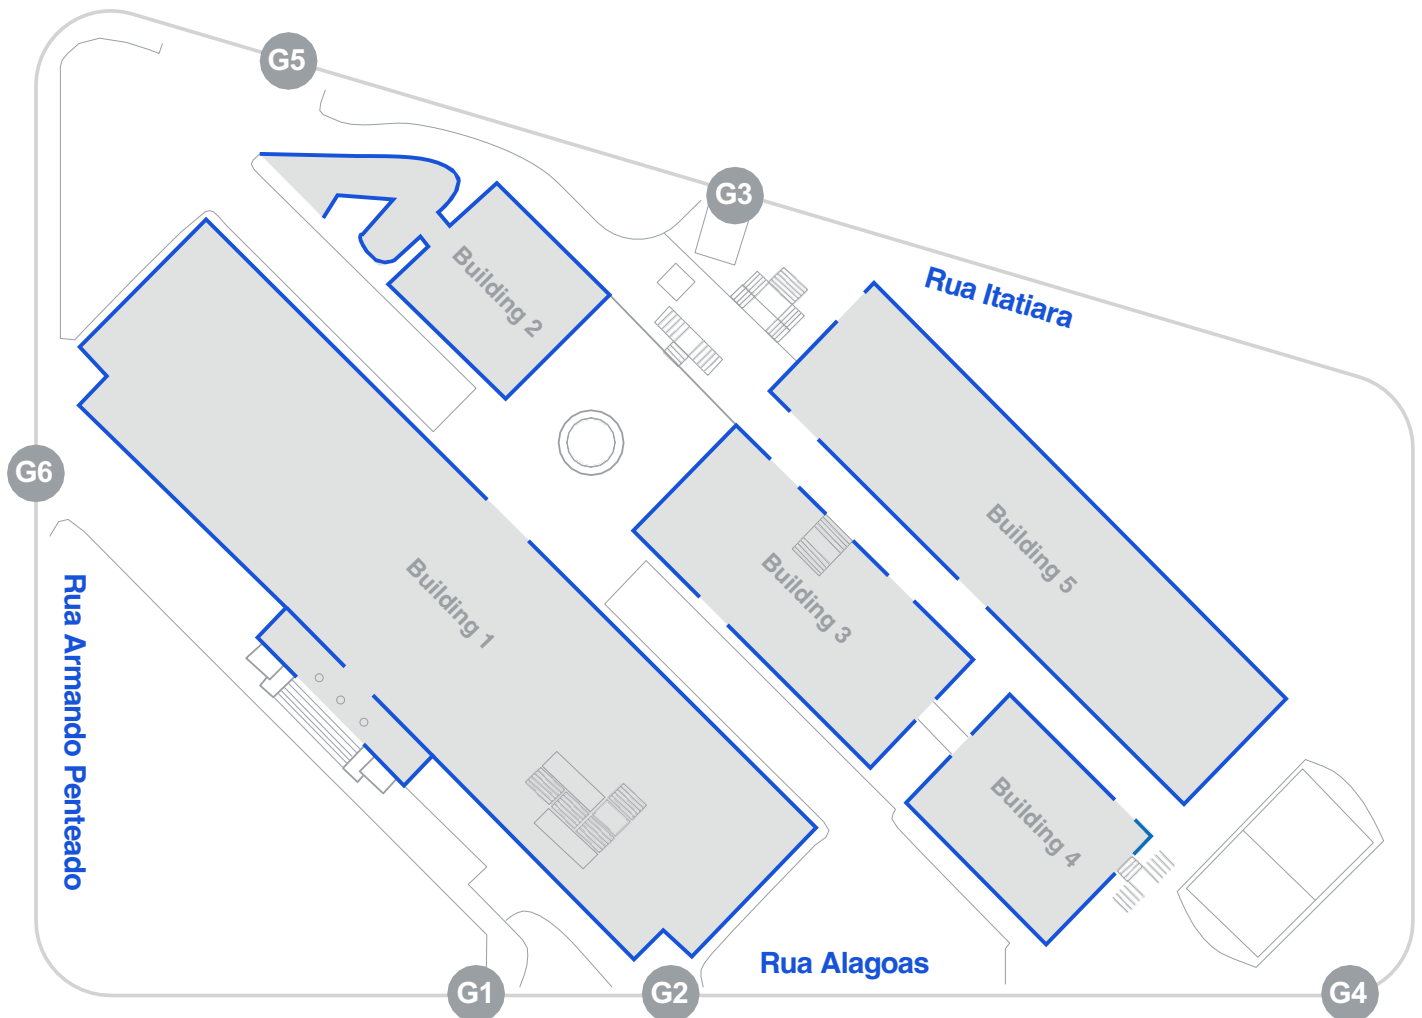 G5
G3
Rua Itatiara
Building 2
G6
Building 5
Building 1
Building 3
Rua Armando Penteado
Building 4
Rua Alagoas
G1
G2
G4